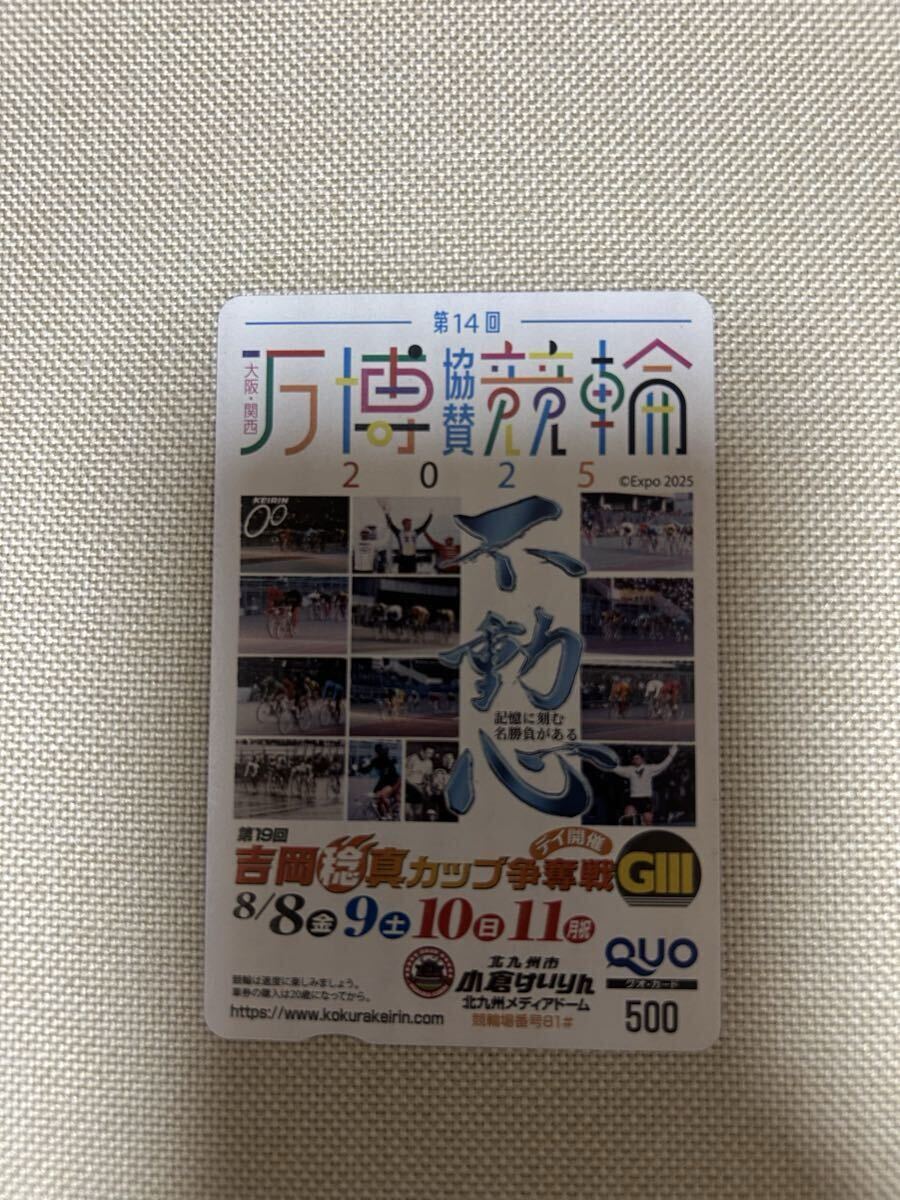 第14回
大阪・関西
万博協賛競輪
2025
©Expo 2025
KEIRIN
不動心
記憶に刻む
名勝負がある
第19回
デイ開催
吉岡稔真カップ争奪戦 GIII
8/8金9土10日11月祝
競輪は適度に楽しみましょう。
車券の購入は20歳になってから。
https://www.kokurakeirin.com
北九州市
小倉けいりん
北九州メディアドーム
競輪場番号81#
QUO
クオ・カード
500